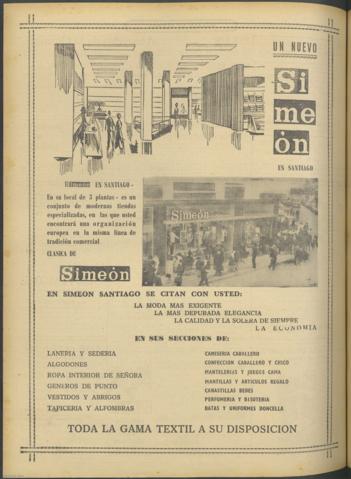 UN NUEVO
Si
me
ón
EN SANTIAGO
EN SANTIAGO -
En su local de 3 plantas - es un
conjunto de modernas tiendas
especializadas, en las que usted
encontrará una organización
europea en la misma línea de
tradición comercial
CLASICA DE
Simeón
Simeón
EN SIMEON SANTIAGO SE CITAN CON USTED:
LA MODA MAS EXIGENTE
LA MAS DEPURADA ELEGANCIA
LA CALIDAD Y LA SOLERA DE SIEMPRE
LA ECONOMIA
EN SUS SECCIONES DE:
LANERIA Y SEDERIA
ALGODONES
ROPA INTERIOR DE SEÑORA
GENEROS DE PUNTO
VESTIDOS Y ABRIGOS
TAPICERIA Y ALFOMBRAS
CAMISERIA CABALLERO
CONFECCION CABALLERO Y CHICO
MANTELERIAS Y JUEGOS CAMA
MANTILLAS Y ARTICULOS REGALO
CANASTILLAS BEBES
PERFUMERIA Y BISUTERIA
BATAS Y UNIFORMES DONCELLA
TODA LA GAMA TEXTIL A SU DISPOSICION